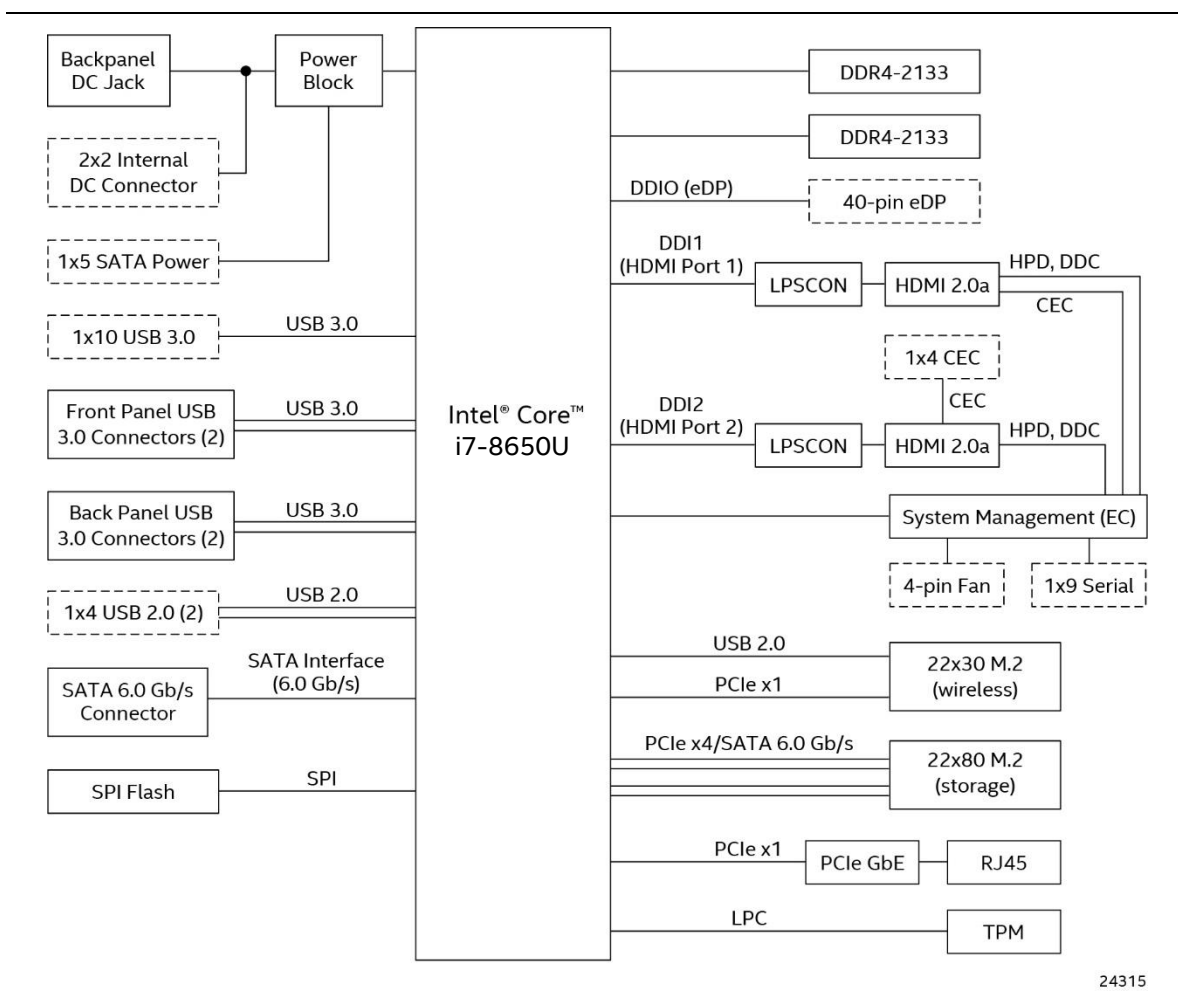 Backpanel
DC Jack
Power
Block
2x2 Internal
DC Connector
1x5 SATA Power
1x10 USB 3.0
USB 3.0
Front Panel USB
3.0 Connectors (2)
USB 3.0
Back Panel USB
3.0 Connectors (2)
USB 3.0
1x4 USB 2.0 (2)
USB 2.0
SATA 6.0 Gb/s
Connector
SATA Interface
(6.0 Gb/s)
SPI Flash
SPI
Intel® Core™
i7-8650U
DDR4-2133
DDR4-2133
DDIO (eDP)
40-pin eDP
DDI1
(HDMI Port 1)
LPSCON
HDMI 2.0a
HPD, DDC
CEC
1x4 CEC
CEC
DDI2
(HDMI Port 2)
LPSCON
HDMI 2.0a
HPD, DDC
System Management (EC)
4-pin Fan
1x9 Serial
USB 2.0
PCIe x1
22x30 M.2
(wireless)
PCIe x4/SATA 6.0 Gb/s
22x80 M.2
(storage)
PCIe x1
PCIe GbE
RJ45
LPC
TPM
24315